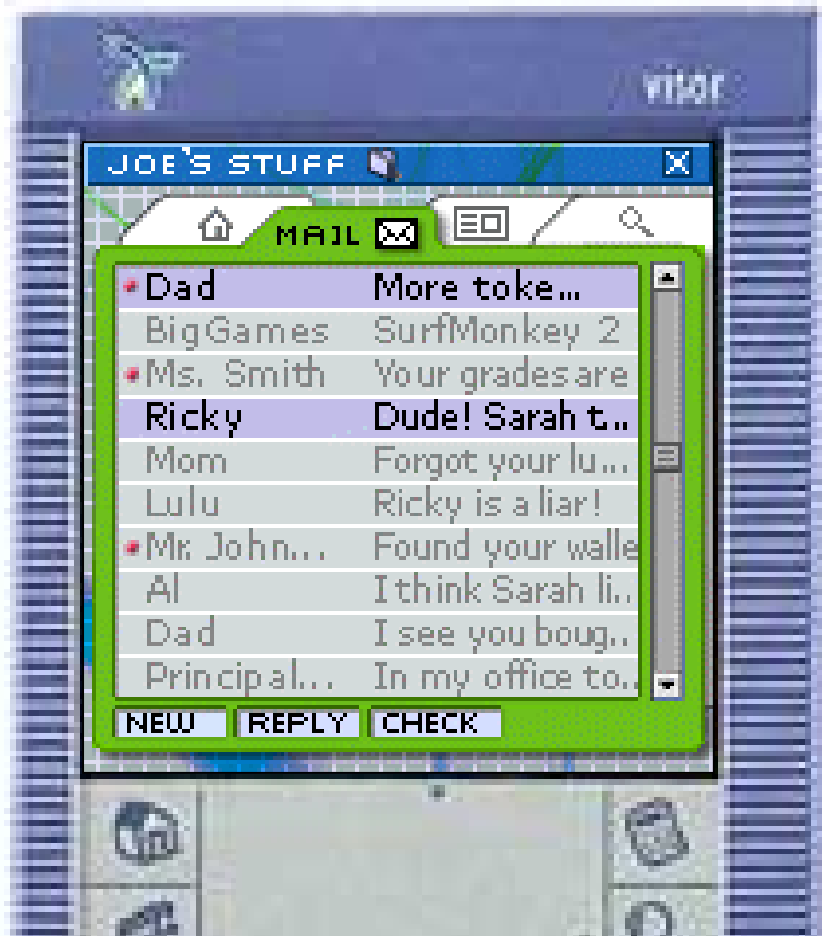 visor
JOE'S STUFF
MAIL
Dad More toke...
BigGames SurfMonkey 2
Ms. Smith Your grades are
Ricky Dude! Sarah t..
Mom Forgot your lu...
Lulu Ricky is a liar!
Mr. John... Found your walle
Al I think Sarah li..
Dad I see you boug..
Principal... In my office to..
NEW REPLY CHECK